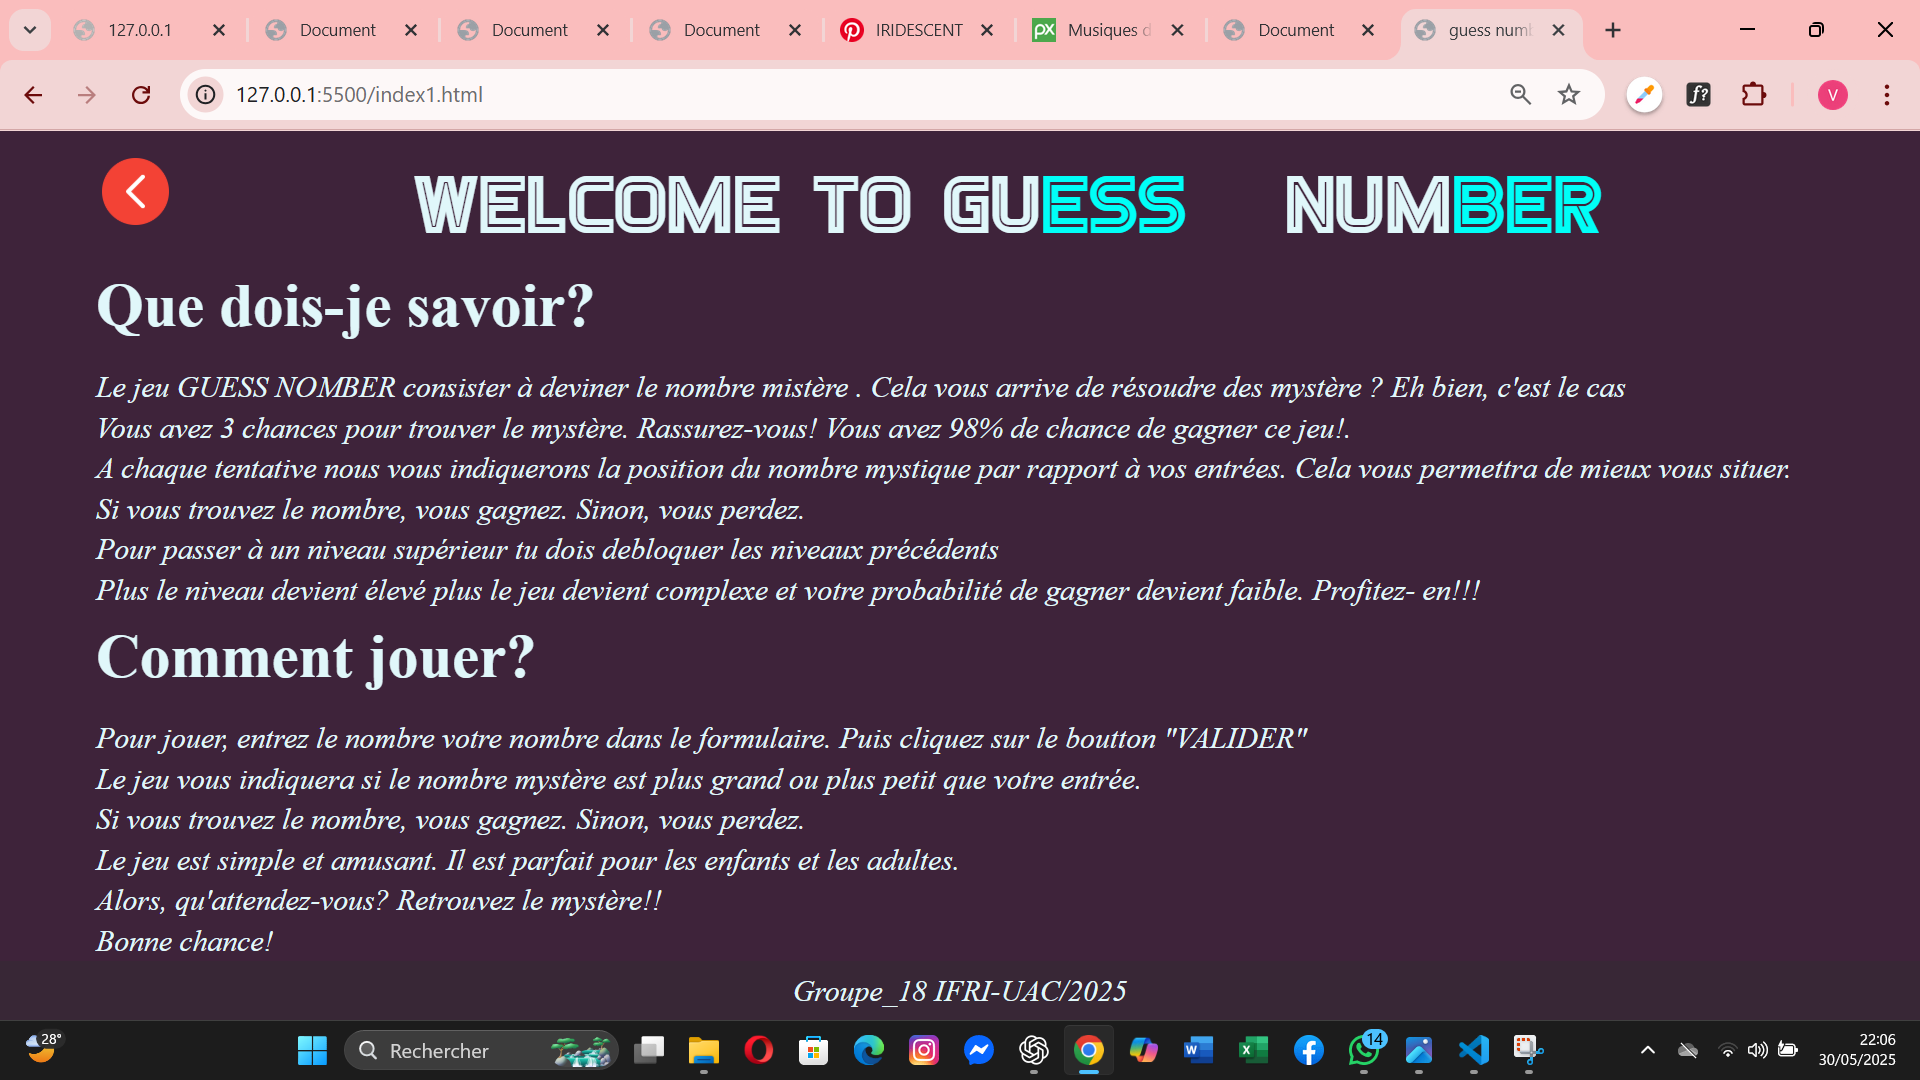 127.0.0.1
Document
Document
Document
IRIDESCENT
Musiques d
Document
guess numb
127.0.0.1:5500/index1.html
f?
V
WELCOME TO GUESS NUMBER
Que dois-je savoir?
Le jeu GUESS NOMBER consister à deviner le nombre mistère . Cela vous arrive de résoudre des mystère ? Eh bien, c'est le cas
Vous avez 3 chances pour trouver le mystère. Rassurez-vous! Vous avez 98% de chance de gagner ce jeu!.
A chaque tentative nous vous indiquerons la position du nombre mystique par rapport à vos entrées. Cela vous permettra de mieux vous situer.
Si vous trouvez le nombre, vous gagnez. Sinon, vous perdez.
Pour passer à un niveau supérieur tu dois debloquer les niveaux précédents
Plus le niveau devient élevé plus le jeu devient complexe et votre probabilité de gagner devient faible. Profitez- en!!!
Comment jouer?
Pour jouer, entrez le nombre votre nombre dans le formulaire. Puis cliquez sur le boutton "VALIDER"
Le jeu vous indiquera si le nombre mystère est plus grand ou plus petit que votre entrée.
Si vous trouvez le nombre, vous gagnez. Sinon, vous perdez.
Le jeu est simple et amusant. Il est parfait pour les enfants et les adultes.
Alors, qu'attendez-vous? Retrouvez le mystère!!
Bonne chance!
Groupe_18 IFRI-UAC/2025
28°
Rechercher
14
22:06
30/05/2025